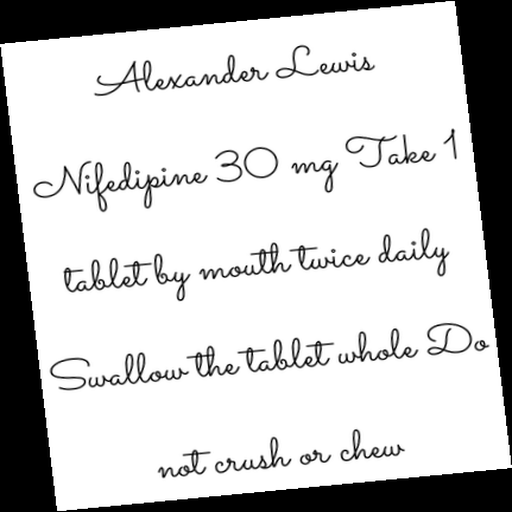 Alexander Lewis
Nifedipine 30 mg Take 1
tablet by mouth twice daily
Swallow the tablet whole Do
not crush or chew